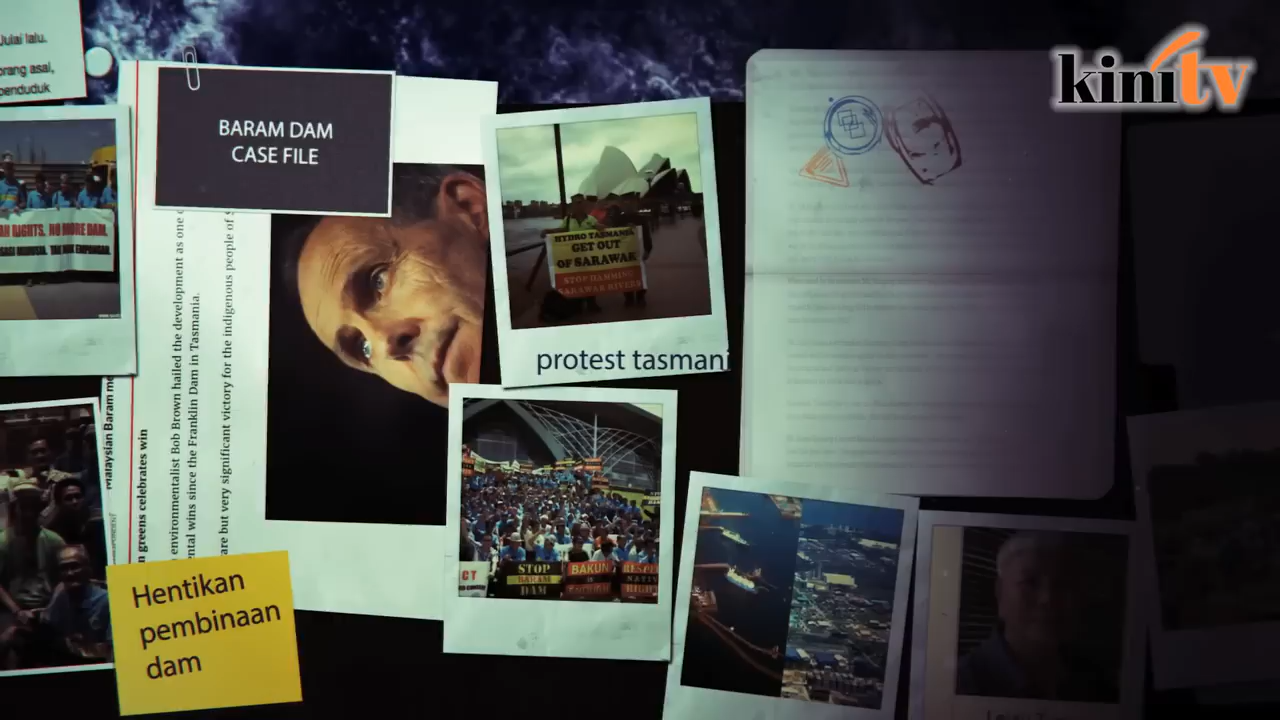 Julai lalu.
orang asal,
penduduk
kinitv
BARAM DAM
CASE FILE
RIGHTS. NO MORE DAM.
HYDRO TASMANIA
GET OUT
OF SARAWAK
STOP DAMMING
SARAWAK RIVERS
protest tasmani
n greens celebrates win
environmentalist Bob Brown hailed the development as one
ntal wins since the Franklin Dam in Tasmania.
are but very significant victory for the indigenous people of
Malaysian Baram me
STOP
BARAM
DAM
BAKUN
Hentikan
pembinaan
dam